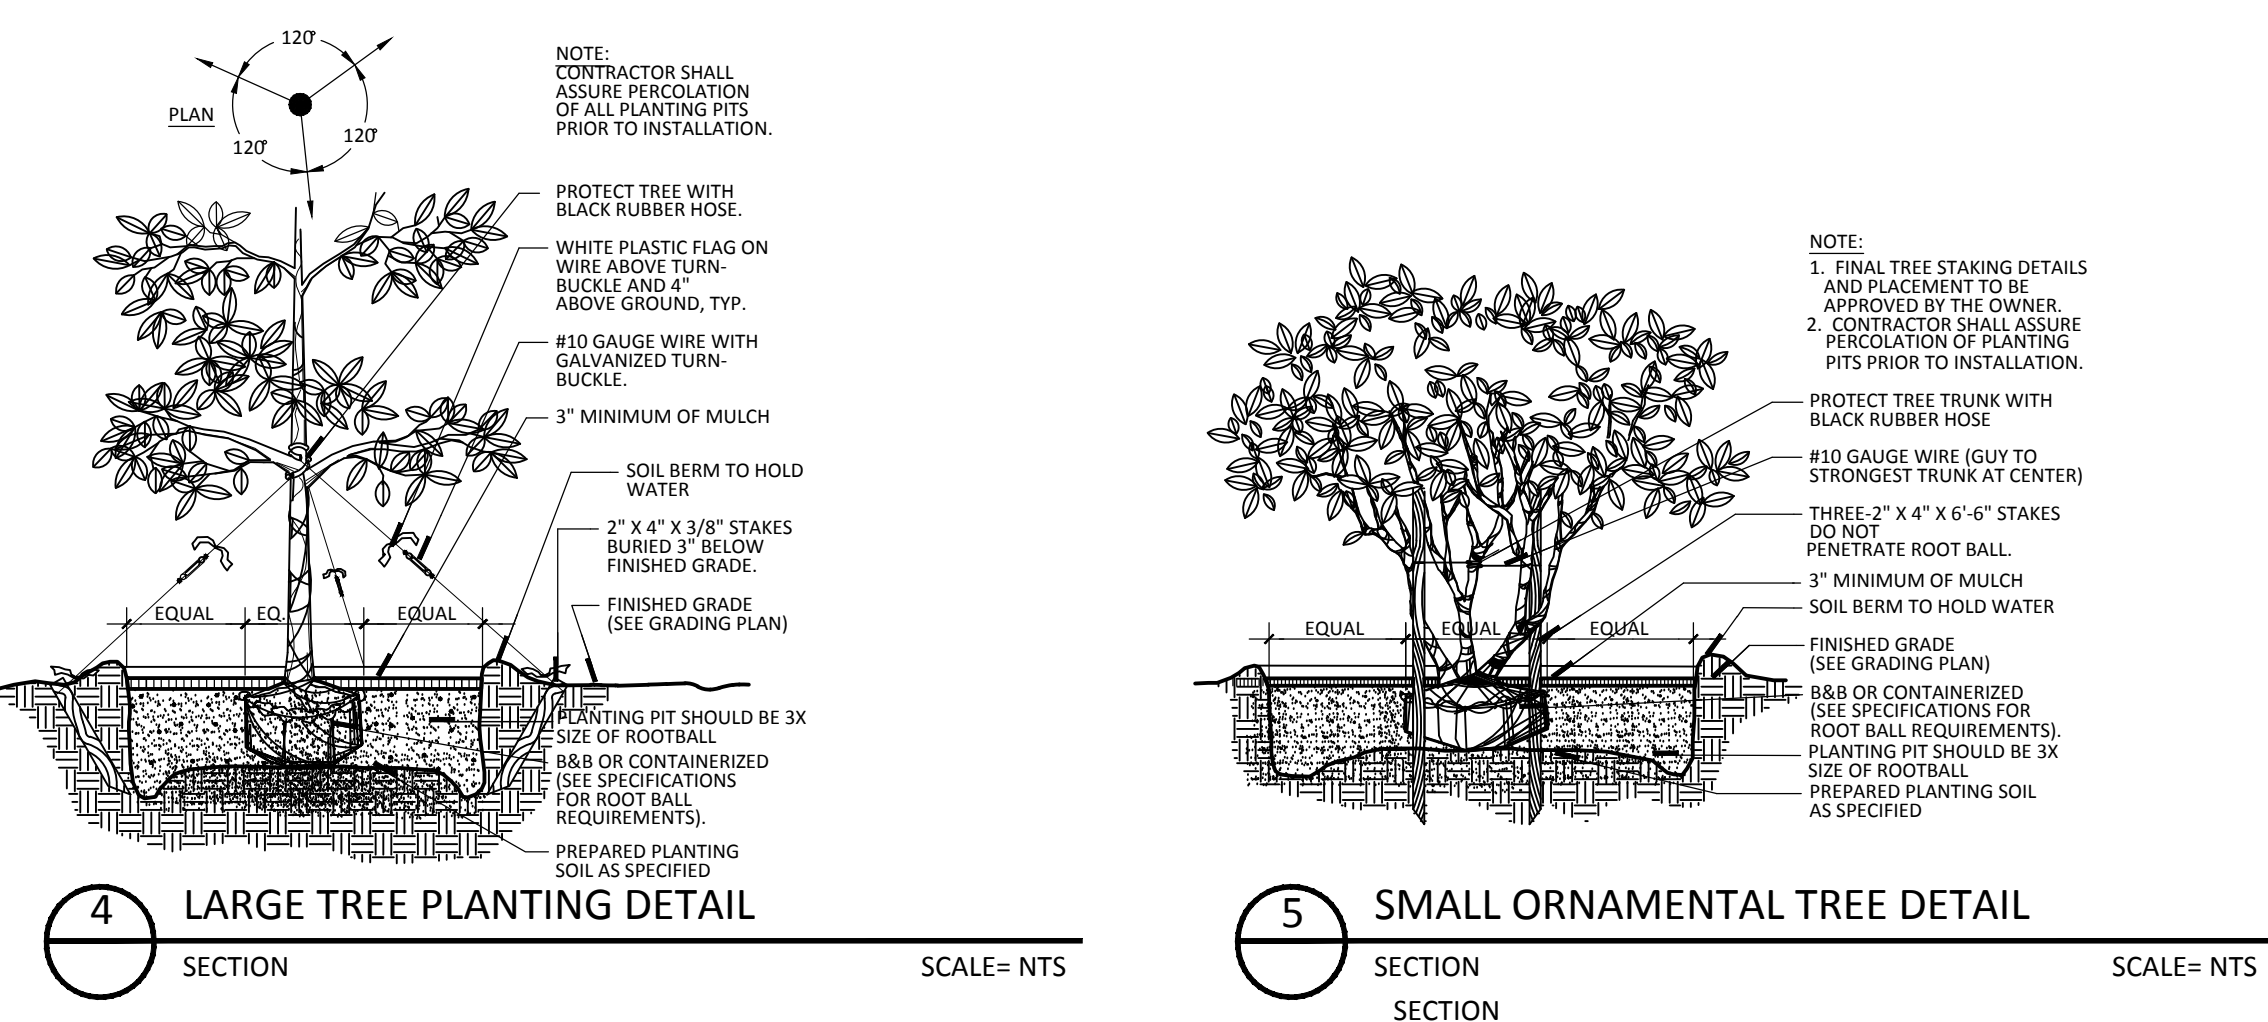 120°
120°
120°
PLAN
NOTE:
CONTRACTOR SHALL
ASSURE PERCOLATION
OF ALL PLANTING PITS
PRIOR TO INSTALLATION.
PROTECT TREE WITH
BLACK RUBBER HOSE.
WHITE PLASTIC FLAG ON
WIRE ABOVE TURN-
BUCKLE AND 4"
ABOVE GROUND, TYP.
#10 GAUGE WIRE WITH
GALVANIZED TURN-
BUCKLE.
3" MINIMUM OF MULCH
SOIL BERM TO HOLD
WATER
2" X 4" X 3/8" STAKES
BURIED 3" BELOW
FINISHED GRADE.
FINISHED GRADE
(SEE GRADING PLAN)
EQUAL
EQ.
EQUAL
PLANTING PIT SHOULD BE 3X
SIZE OF ROOTBALL
B&B OR CONTAINERIZED
(SEE SPECIFICATIONS
FOR ROOT BALL
REQUIREMENTS).
PREPARED PLANTING
SOIL AS SPECIFIED
4
LARGE TREE PLANTING DETAIL
SECTION
SCALE= NTS
NOTE:
1. FINAL TREE STAKING DETAILS
AND PLACEMENT TO BE
APPROVED BY THE OWNER.
2. CONTRACTOR SHALL ASSURE
PERCOLATION OF PLANTING
PITS PRIOR TO INSTALLATION.
PROTECT TREE TRUNK WITH
BLACK RUBBER HOSE
#10 GAUGE WIRE (GUY TO
STRONGEST TRUNK AT CENTER)
THREE-2" X 4" X 6'-6" STAKES
DO NOT
PENETRATE ROOT BALL.
3" MINIMUM OF MULCH
SOIL BERM TO HOLD WATER
EQUAL
EQUAL
EQUAL
FINISHED GRADE
(SEE GRADING PLAN)
B&B OR CONTAINERIZED
(SEE SPECIFICATIONS FOR
ROOT BALL REQUIREMENTS).
PLANTING PIT SHOULD BE 3X
SIZE OF ROOTBALL
PREPARED PLANTING SOIL
AS SPECIFIED
5
SMALL ORNAMENTAL TREE DETAIL
SECTION
SCALE= NTS
SECTION